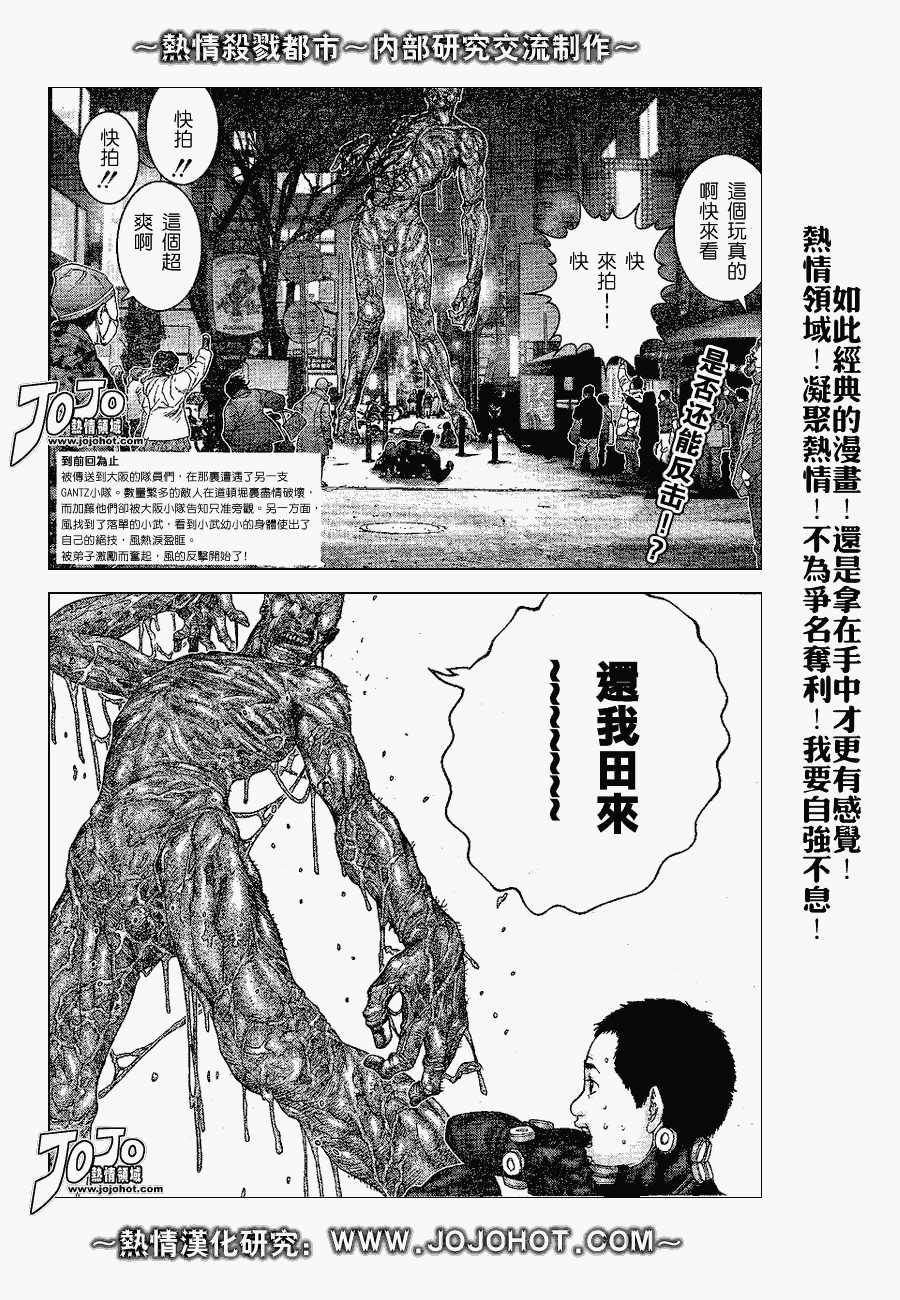 ～熱情殺戮都市～内部研究交流制作～
這個玩真的
啊快來看
快
來拍！
快
快拍!!
快拍!!
這個超
爽啊
是否还能反击!?
JOJO
熱情領域
www.jojohot.com
到前回為止
被傳送到大阪的隊員們，在那裏遭遇了另一支
GANTZ小隊。數量繁多的敵人在道頓堀裏盡情破壞，
而加藤他們卻被大阪小隊告知只准旁觀。另一方面，
風找到了落單的小武，看到小武幼小的身體使出了
自己的絕技，風熱淚盈眶。
被弟子激勵而奮起，風的反擊開始了!
如此經典的漫畫！還是拿在手中才更有感覺！
熱情領域！凝聚熱情！不為爭名奪利！我要自強不息！
還我田來
~~~~~~~~
JOJO
熱情領域
www.jojohot.com
～熱情漢化研究：WWW.JOJOHOT.COM～